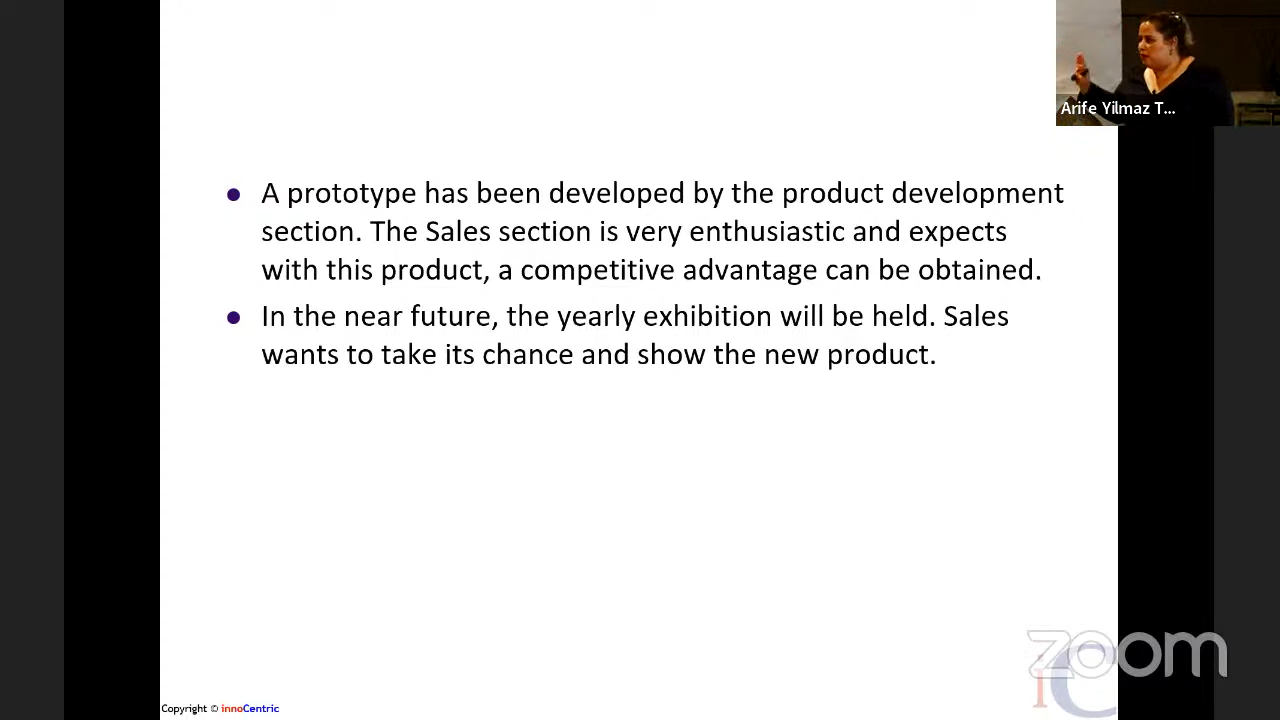 Arife Yilmaz T...
● A prototype has been developed by the product development
section. The Sales section is very enthusiastic and expects
with this product, a competitive advantage can be obtained.
● In the near future, the yearly exhibition will be held. Sales
wants to take its chance and show the new product.
zoom
iC
Copyright © innoCentric